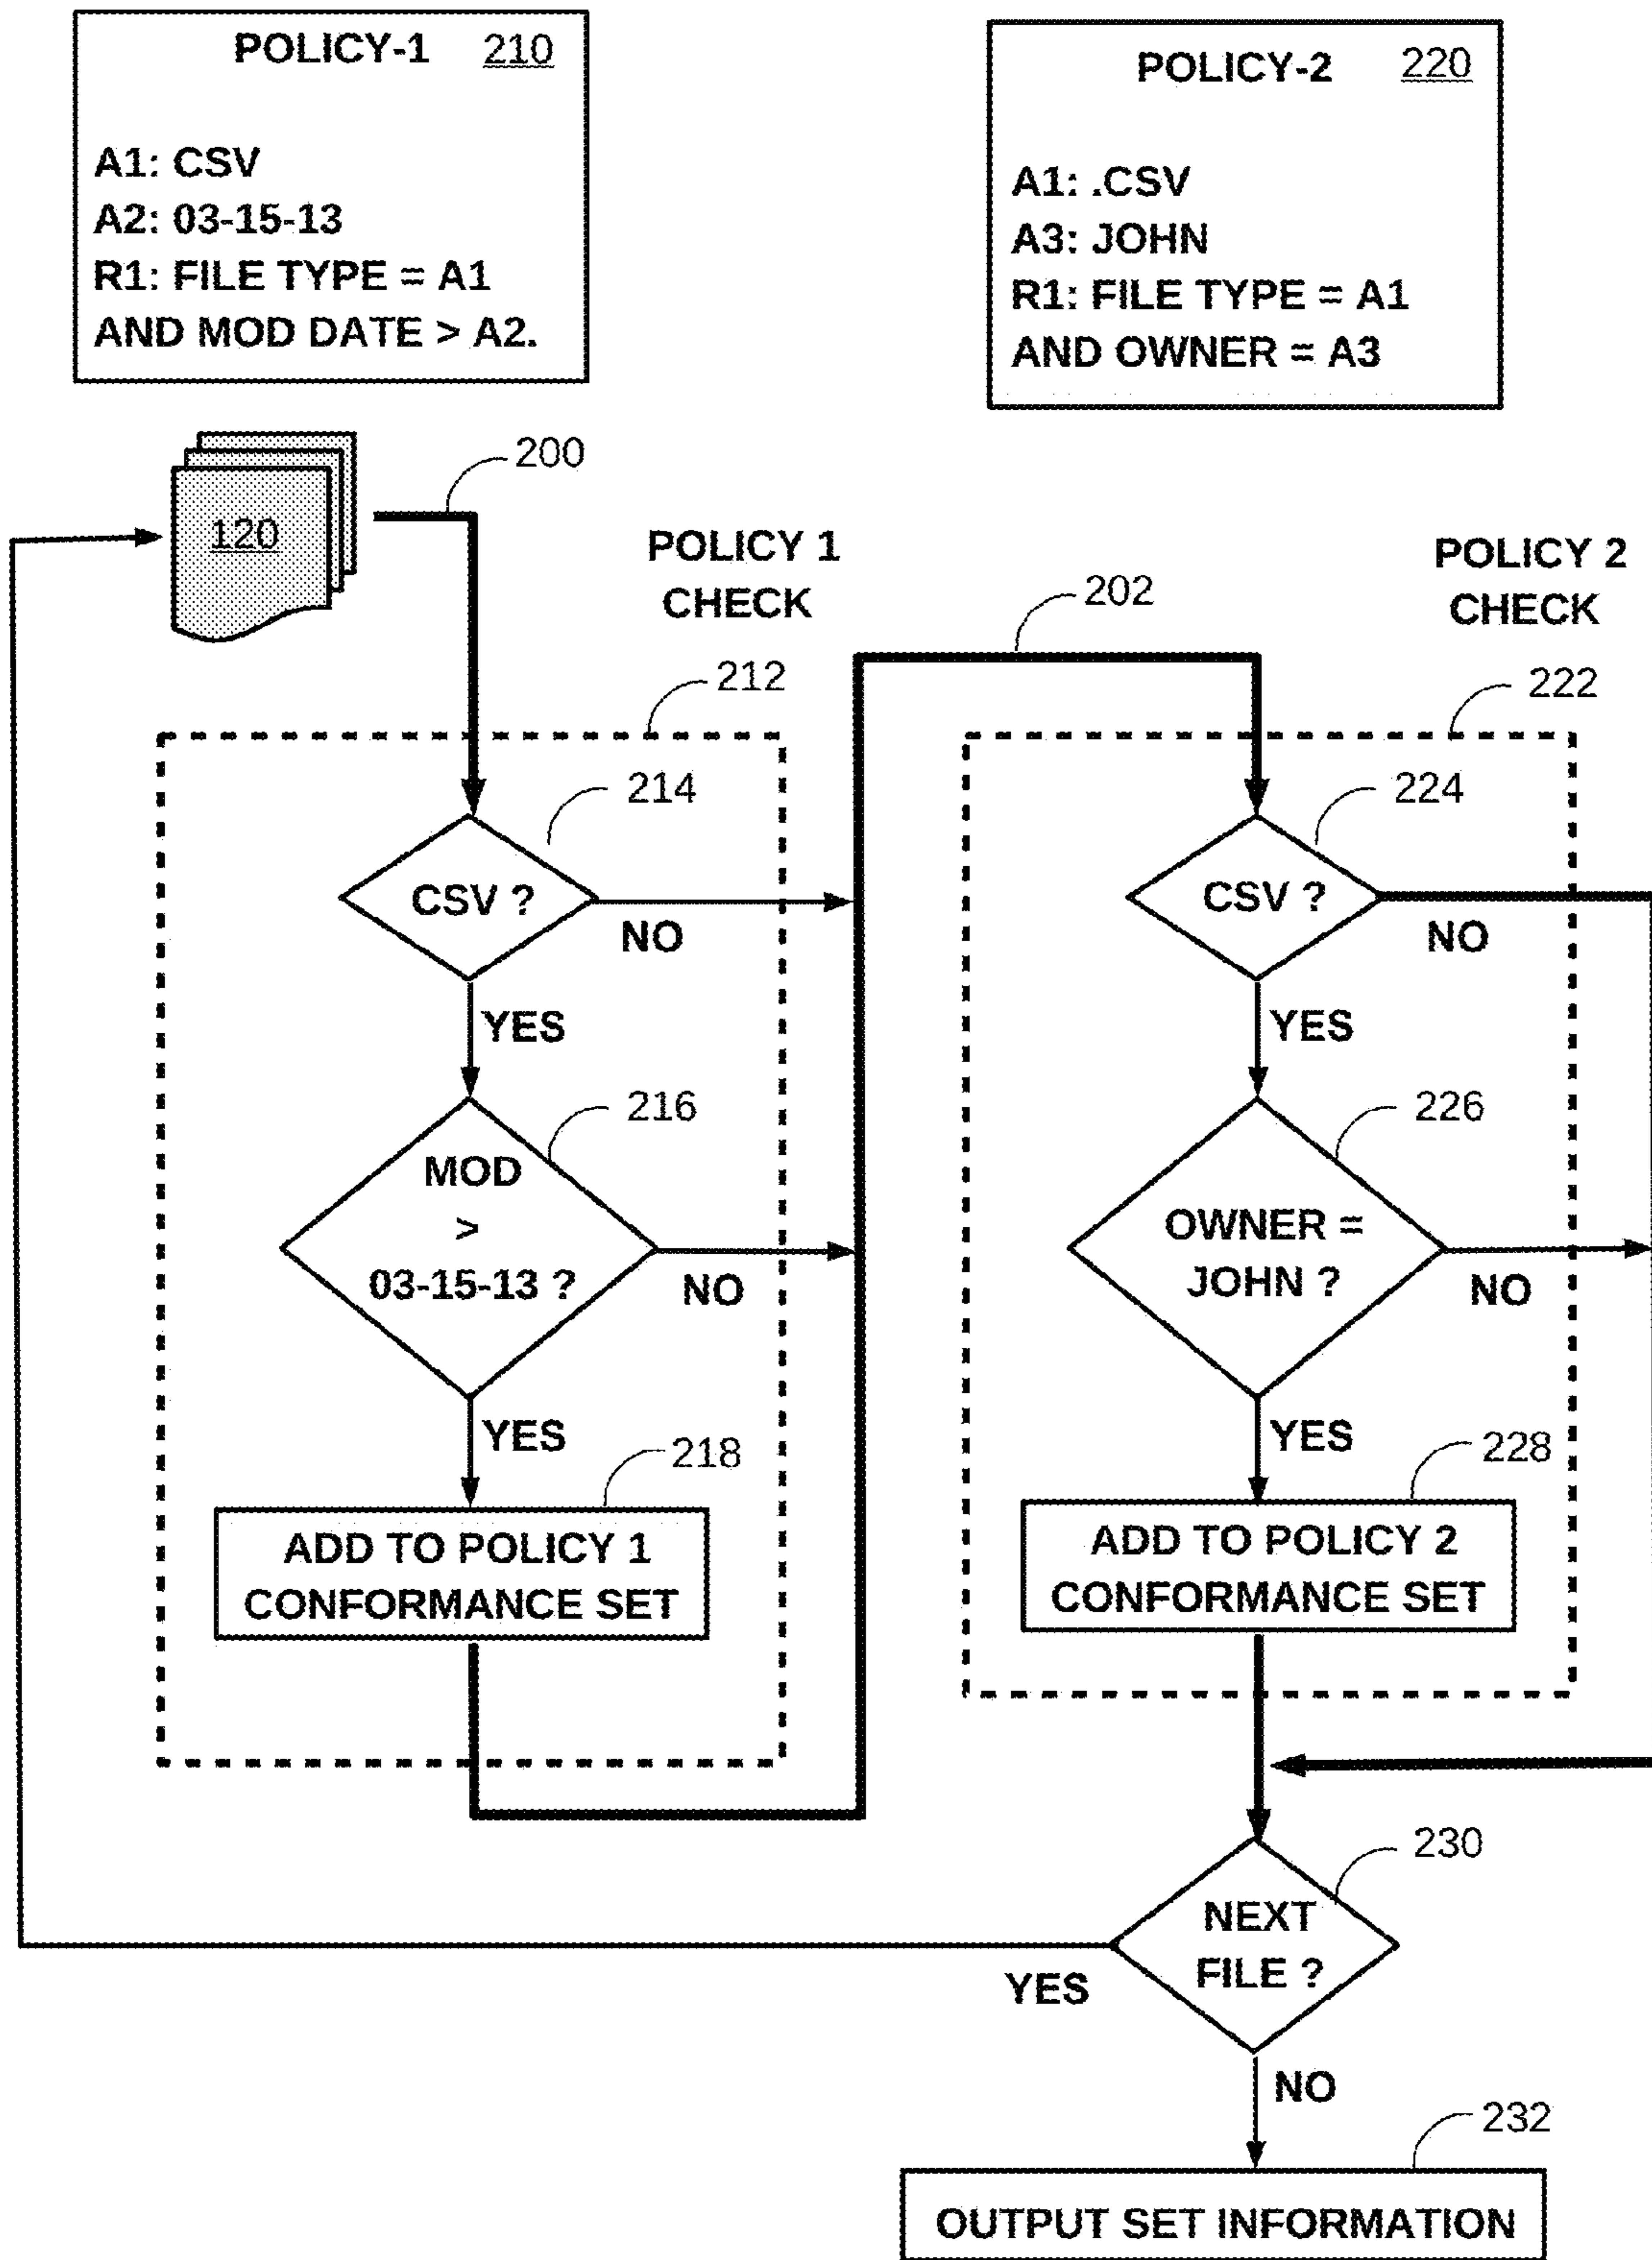 POLICY-1 210
A1: CSV
A2: 03-15-13
R1: FILE TYPE = A1
AND MOD DATE > A2.
POLICY-2 220
A1: .CSV
A3: JOHN
R1: FILE TYPE = A1
AND OWNER = A3
120
200
POLICY 1
CHECK
202
POLICY 2
CHECK
212
222
214
CSV ?
NO
YES
216
MOD
>
03-15-13 ?
NO
YES
218
ADD TO POLICY 1
CONFORMANCE SET
224
CSV ?
NO
YES
226
OWNER =
JOHN ?
NO
YES
228
ADD TO POLICY 2
CONFORMANCE SET
230
NEXT
FILE ?
YES
NO
232
OUTPUT SET INFORMATION